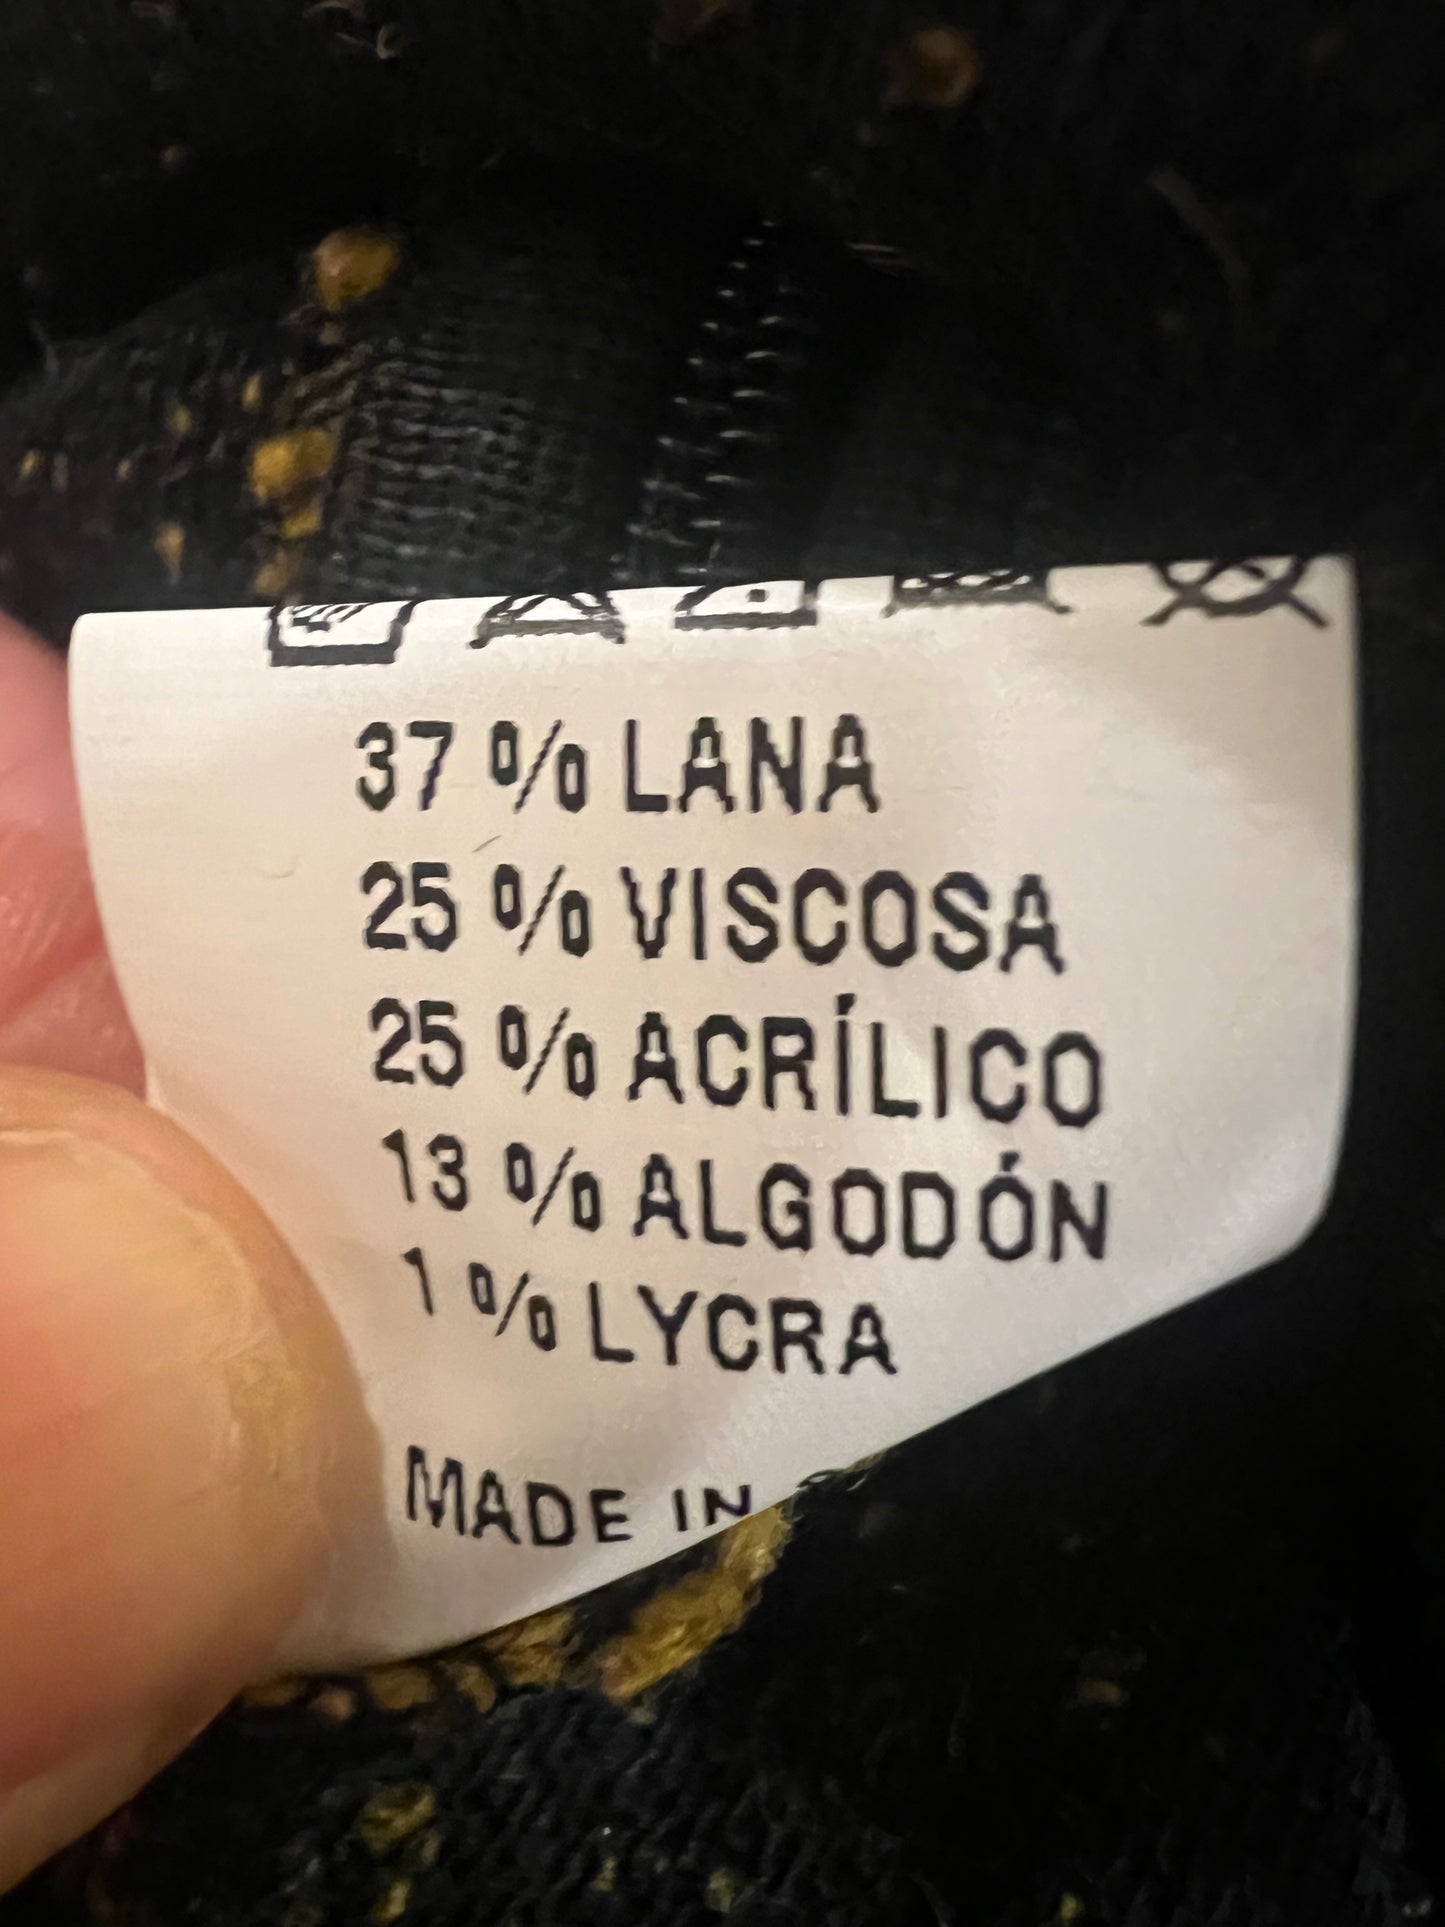 37 % LANA
25 % VISCOSA
25 % ACRÍLICO
13 % ALGODÓN
1 % LYCRA
MADE IN